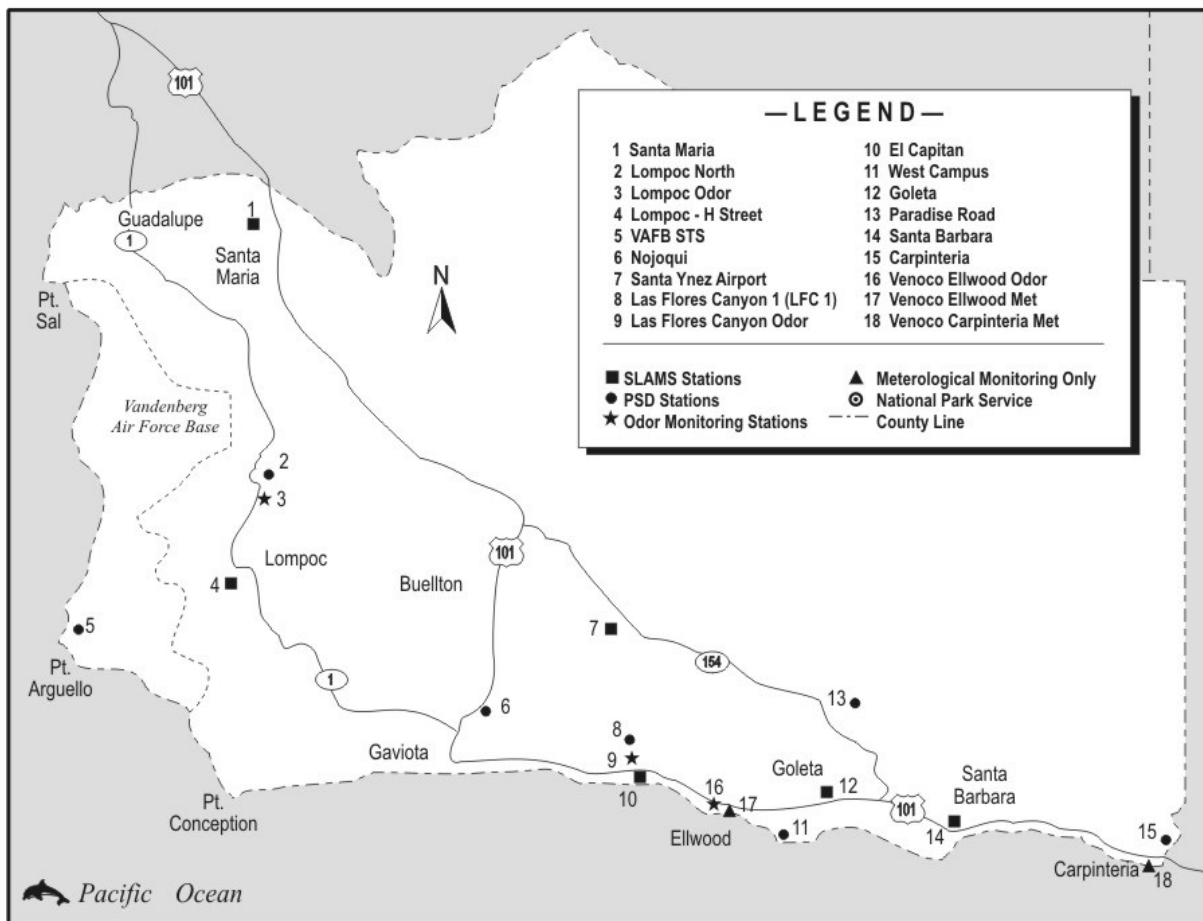 101
— L E G E N D —
1 Santa Maria
2 Lompoc North
3 Lompoc Odor
4 Lompoc - H Street
5 VAFB STS
6 Nojoqui
7 Santa Ynez Airport
8 Las Flores Canyon 1 (LFC 1)
9 Las Flores Canyon Odor
10 El Capitan
11 West Campus
12 Goleta
13 Paradise Road
14 Santa Barbara
15 Carpinteria
16 Venoco Ellwood Odor
17 Venoco Ellwood Met
18 Venoco Carpinteria Met
SLAMS Stations
PSD Stations
Odor Monitoring Stations
Meterological Monitoring Only
National Park Service
County Line
Guadalupe
1
1
Santa
Maria
N
Pt.
Sal
Vandenberg
Air Force Base
2
3
101
Lompoc
4
Buellton
5
7
Pt.
Arguello
154
1
13
6
8
Gaviota
9
Goleta
Santa
Barbara
10
16
12
17
101
Pt.
Conception
Ellwood
11
14
15
Carpinteria
18
Pacific Ocean